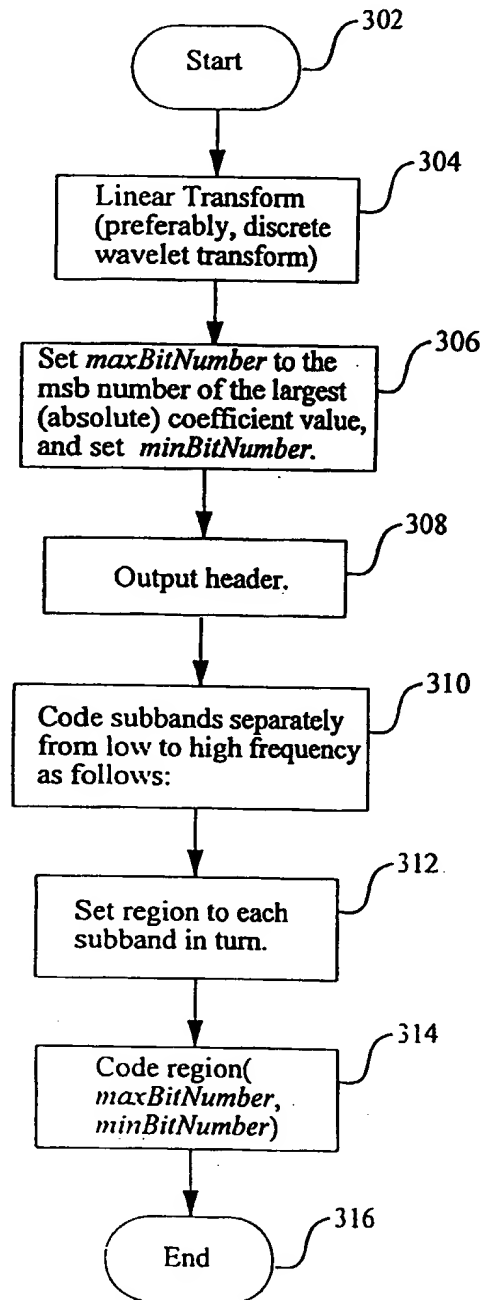 302
Start
304
Linear Transform
(preferably, discrete
wavelet transform)
306
Set maxBitNumber to the
msb number of the largest
(absolute) coefficient value,
and set minBitNumber.
308
Output header.
310
Code subbands separately
from low to high frequency
as follows:
312
Set region to each
subband in turn.
314
Code region(
maxBitNumber,
minBitNumber)
316
End